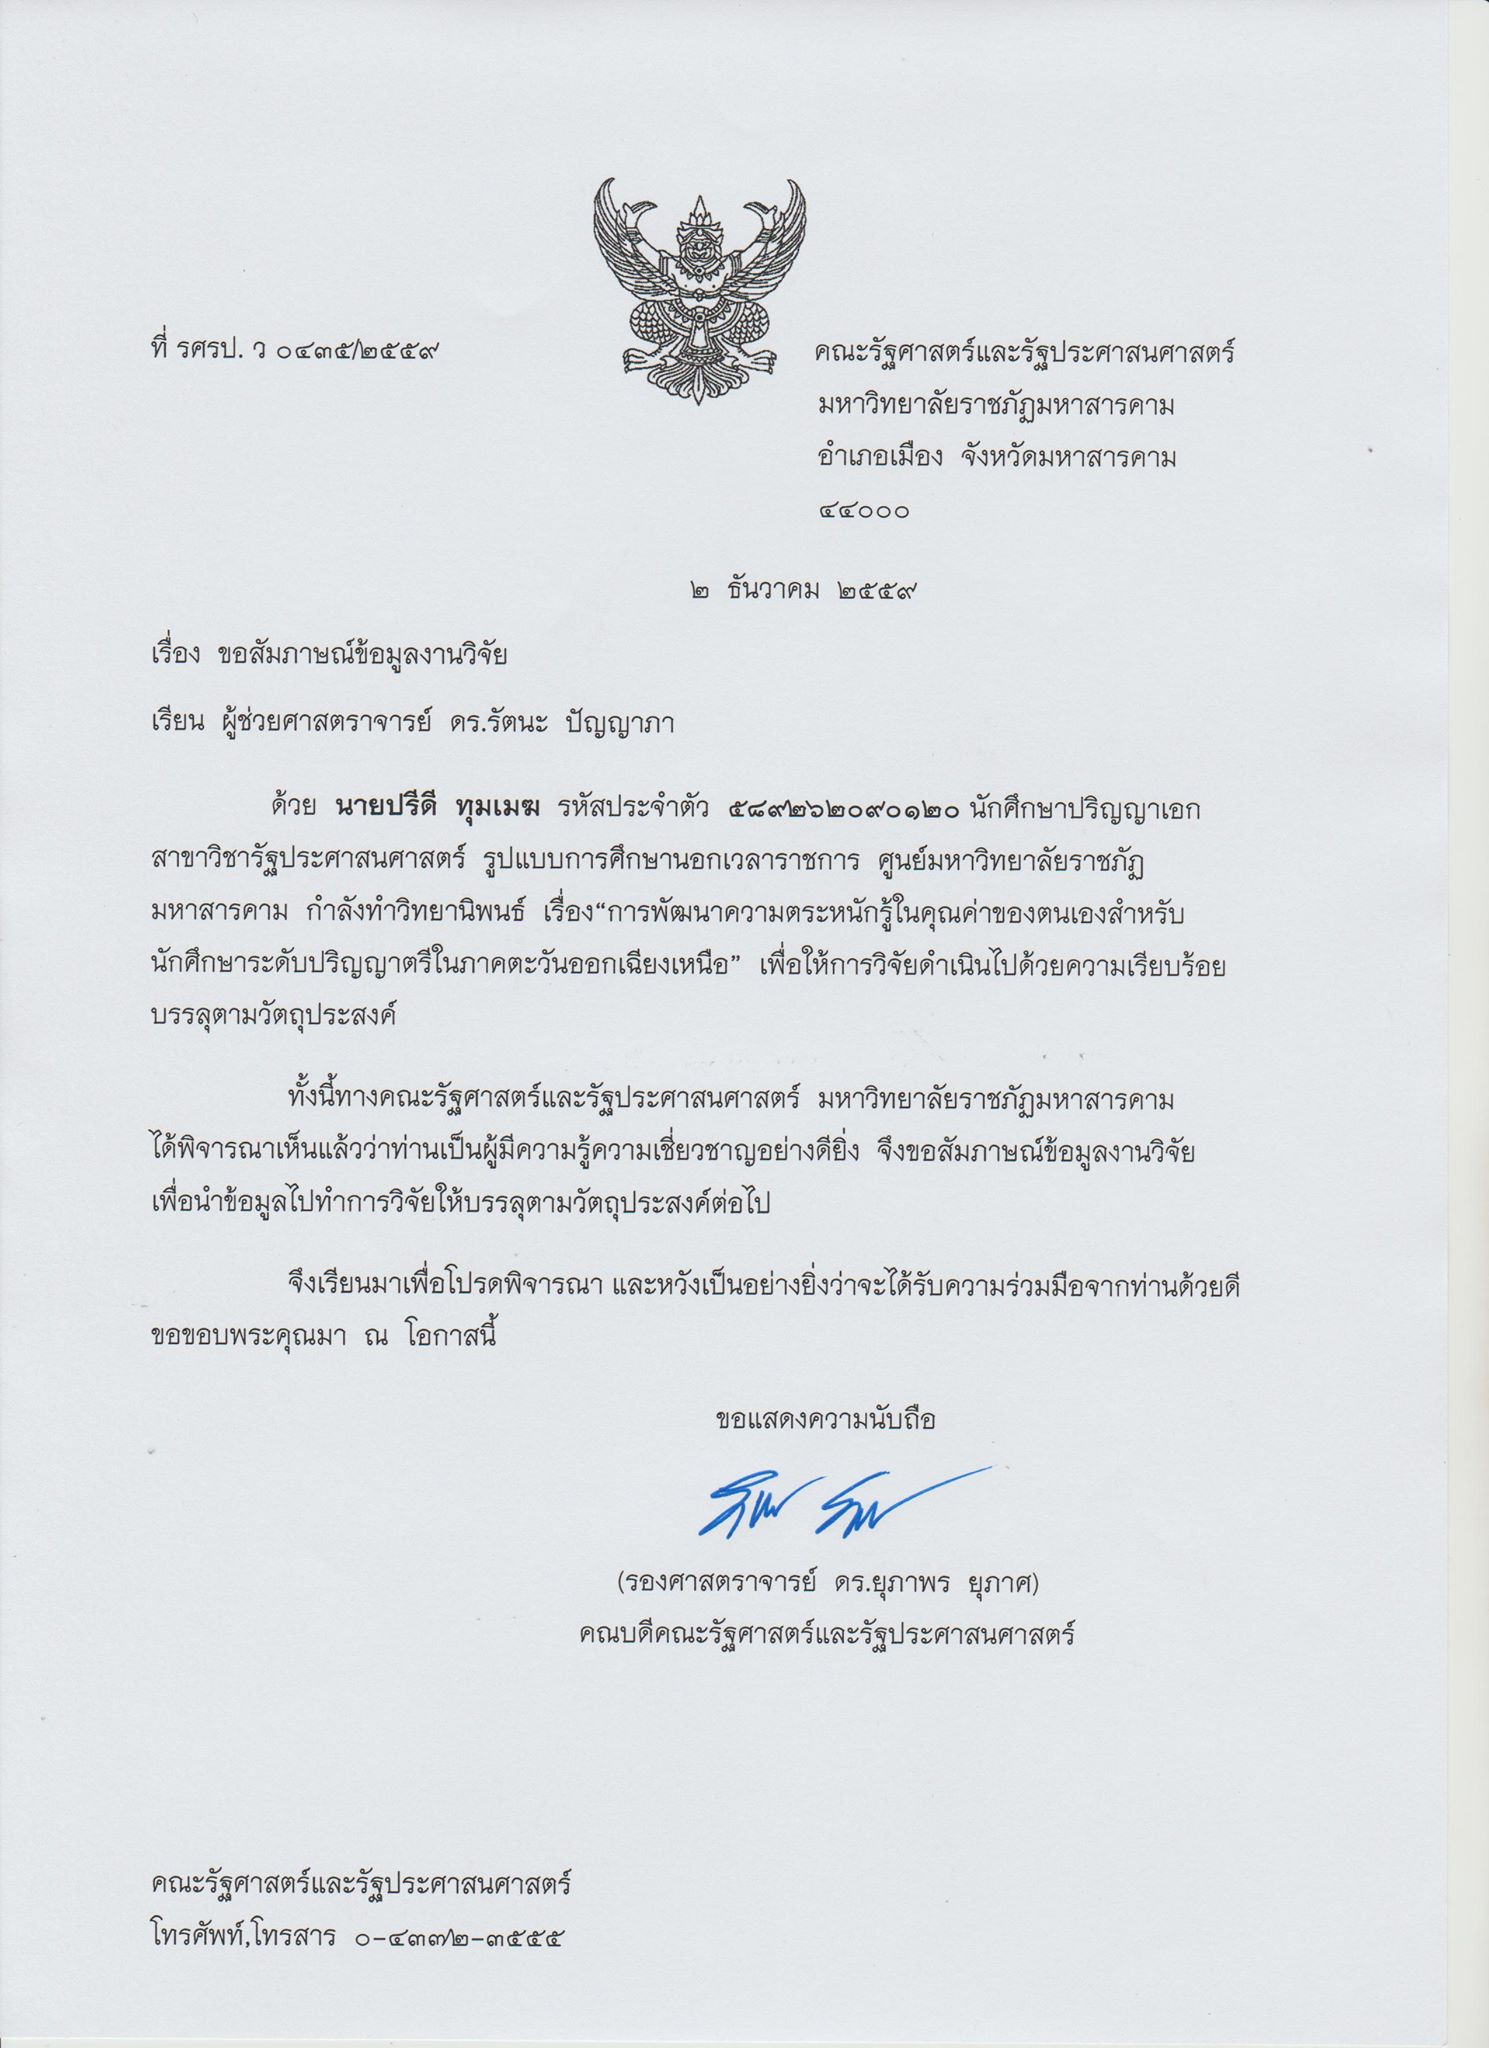 ที่ รศรป. ว ๐๔๓๕/๒๕๕๙
คณะรัฐศาสตร์และรัฐประศาสนศาสตร์
มหาวิทยาลัยราชภัฏมหาสารคาม
อำเภอเมือง จังหวัดมหาสารคาม
๔๔๐๐๐
๒ ธันวาคม ๒๕๕๙
เรื่อง ขอสัมภาษณ์ข้อมูลงานวิจัย
เรียน ผู้ช่วยศาสตราจารย์ ดร.รัตนะ ปัญญาภา
ด้วย นายปรีดี ทุมเมฆ รหัสประจำตัว ๕๘๙๒๖๒๐๙๐๑๒๐ นักศึกษาปริญญาเอก
สาขาวิชารัฐประศาสนศาสตร์ รูปแบบการศึกษานอกเวลาราชการ ศูนย์มหาวิทยาลัยราชภัฏ
มหาสารคาม กำลังทำวิทยานิพนธ์ เรื่อง“การพัฒนาความตระหนักรู้ในคุณค่าของตนเองสำหรับ
นักศึกษาระดับปริญญาตรีในภาคตะวันออกเฉียงเหนือ” เพื่อให้การวิจัยดำเนินไปด้วยความเรียบร้อย
บรรลุตามวัตถุประสงค์
ทั้งนี้ทางคณะรัฐศาสตร์และรัฐประศาสนศาสตร์ มหาวิทยาลัยราชภัฏมหาสารคาม
ได้พิจารณาเห็นแล้วว่าท่านเป็นผู้มีความรู้ความเชี่ยวชาญอย่างดียิ่ง จึงขอสัมภาษณ์ข้อมูลงานวิจัย
เพื่อนำข้อมูลไปทำการวิจัยให้บรรลุตามวัตถุประสงค์ต่อไป
จึงเรียนมาเพื่อโปรดพิจารณา และหวังเป็นอย่างยิ่งว่าจะได้รับความร่วมมือจากท่านด้วยดี
ขอขอบพระคุณมา ณ โอกาสนี้
ขอแสดงความนับถือ
(รองศาสตราจารย์ ดร.ยุภาพร ยุภาศ)
คณบดีคณะรัฐศาสตร์และรัฐประศาสนศาสตร์
คณะรัฐศาสตร์และรัฐประศาสนศาสตร์
โทรศัพท์,โทรสาร ๐-๔๓๗๒-๓๕๕๕